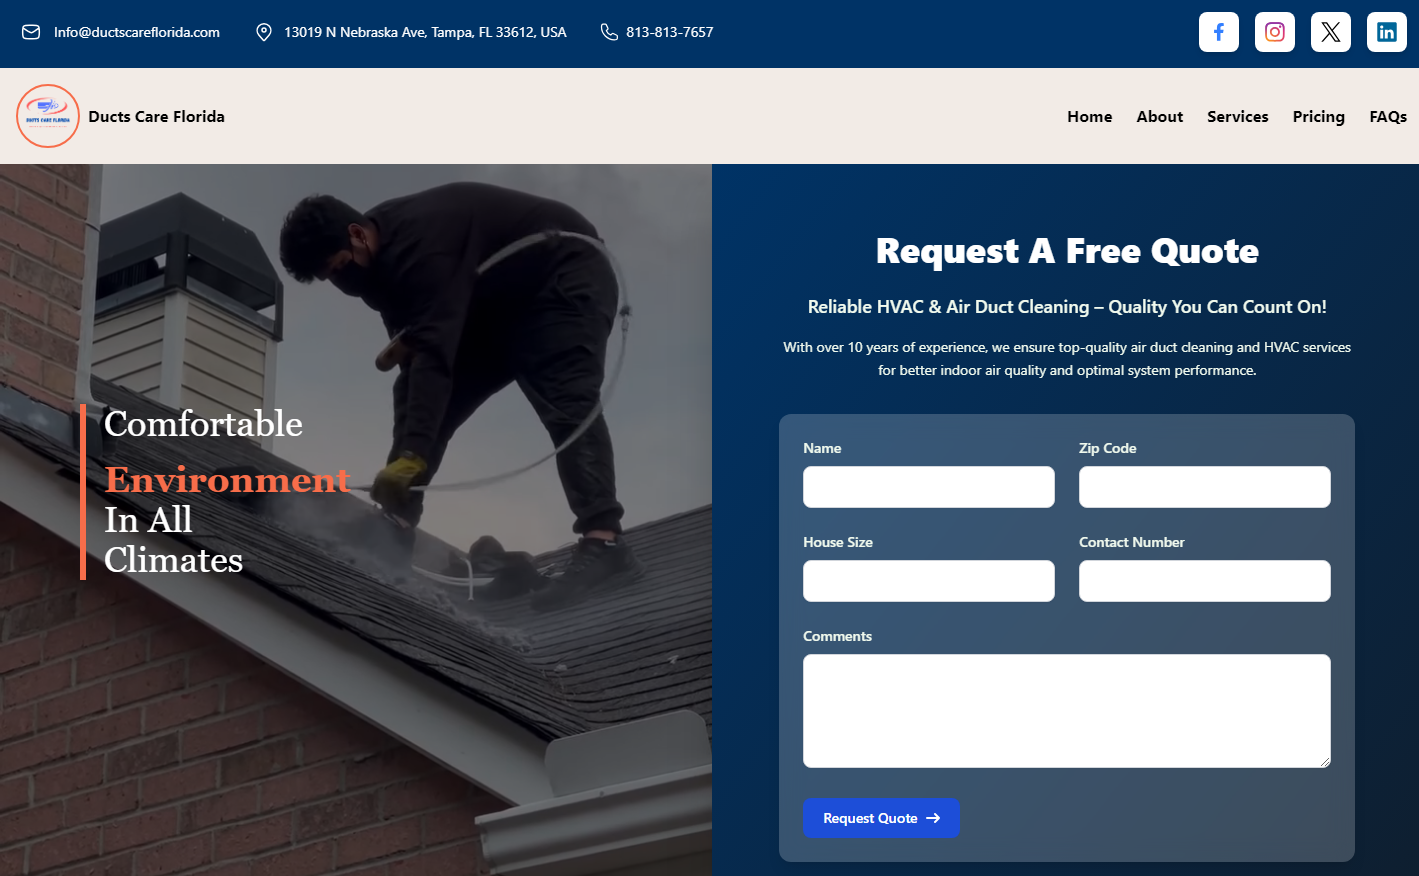 Info@ductscareflorida.com
13019 N Nebraska Ave, Tampa, FL 33612, USA
813-813-7657
DUCTS CARE FLORIDA
Ducts Care Florida
Home
About
Services
Pricing
FAQs
Comfortable
Environment
In All
Climates
Request A Free Quote
Reliable HVAC & Air Duct Cleaning – Quality You Can Count On!
With over 10 years of experience, we ensure top-quality air duct cleaning and HVAC services
for better indoor air quality and optimal system performance.
Name
Zip Code
House Size
Contact Number
Comments
Request Quote